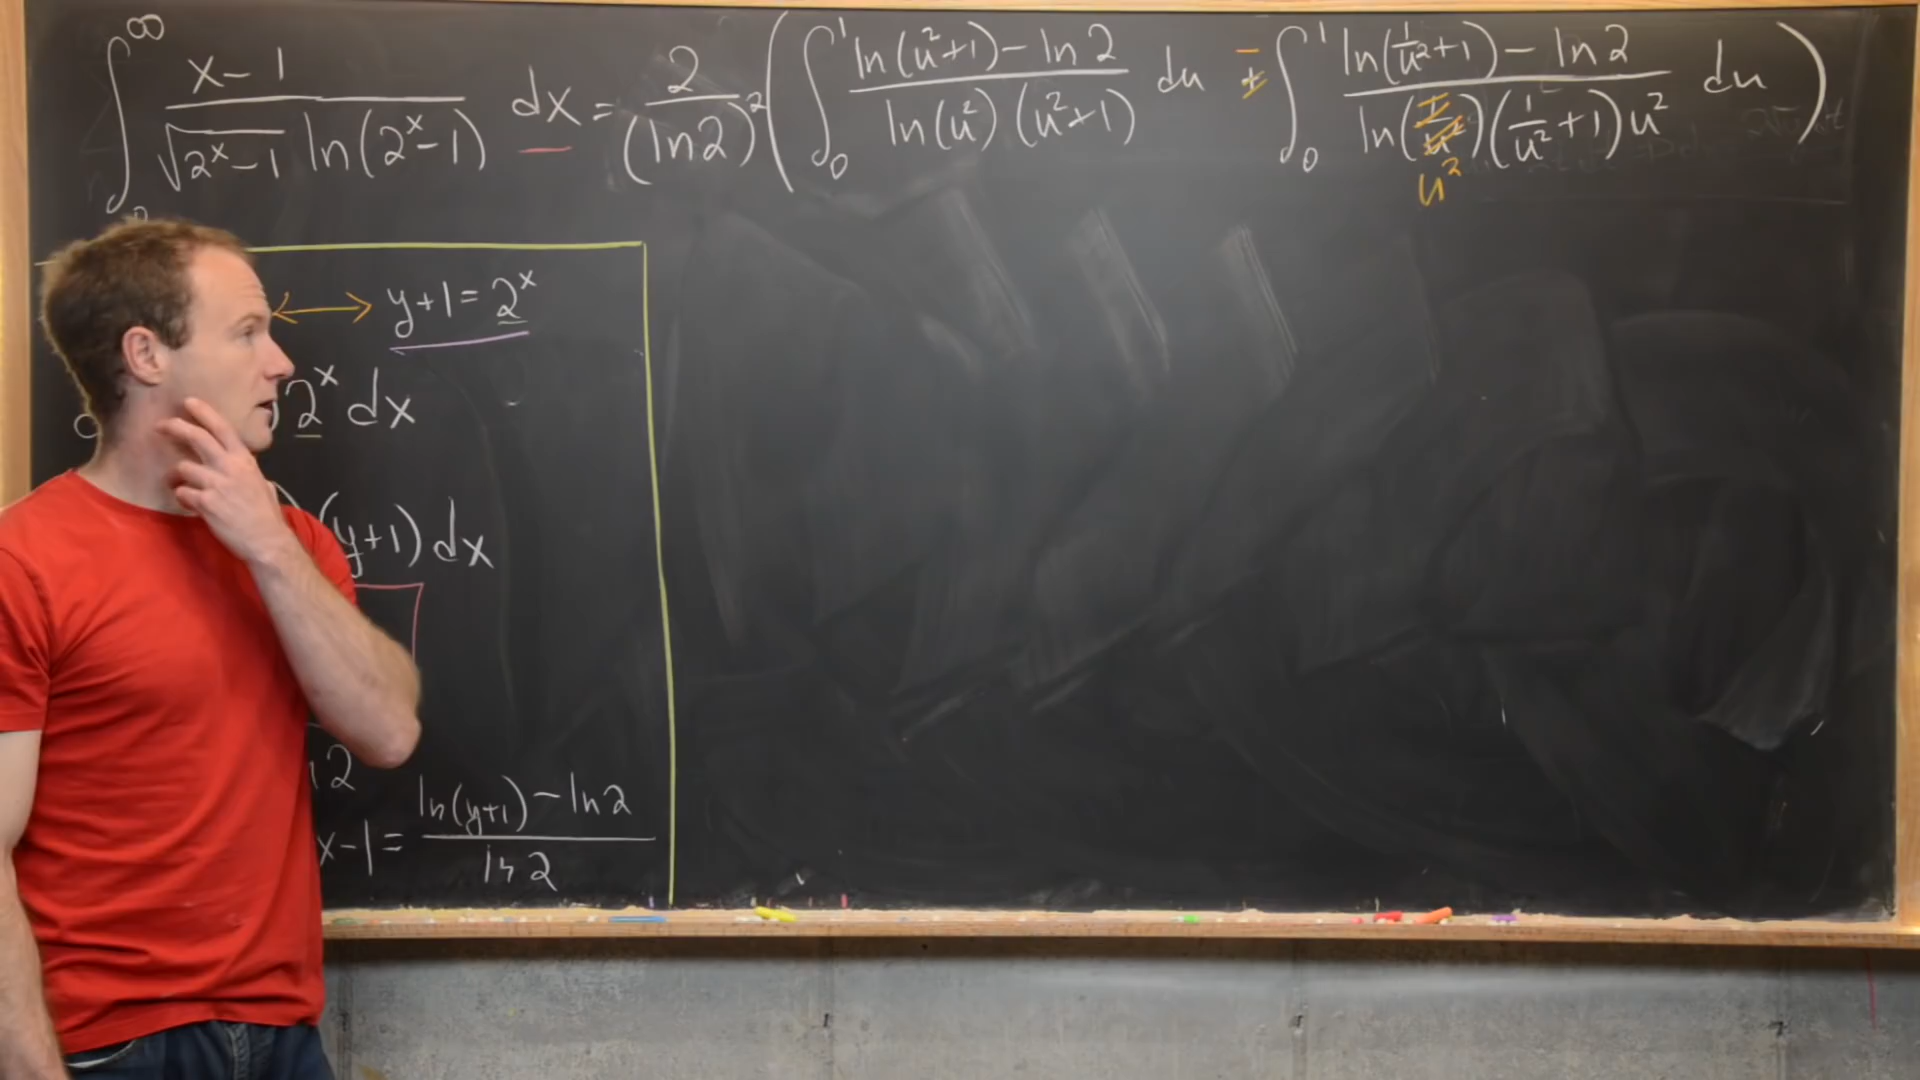 ∫₀^∞ (x-1)/(√(2^x-1) ln(2^x-1)) dx = 2/(ln2)² ( ∫₀¹ (ln(u²+1) - ln2)/(ln(u²)(u²+1)) du - ∫₀¹ (ln(1/u²+1) - ln2)/(ln(u²)(1/u²+1)u²) du )
↔ y+1 = 2^x
2^x dx
(y+1) dx
2
x-1 = (ln(y+1) - ln2)/ln2